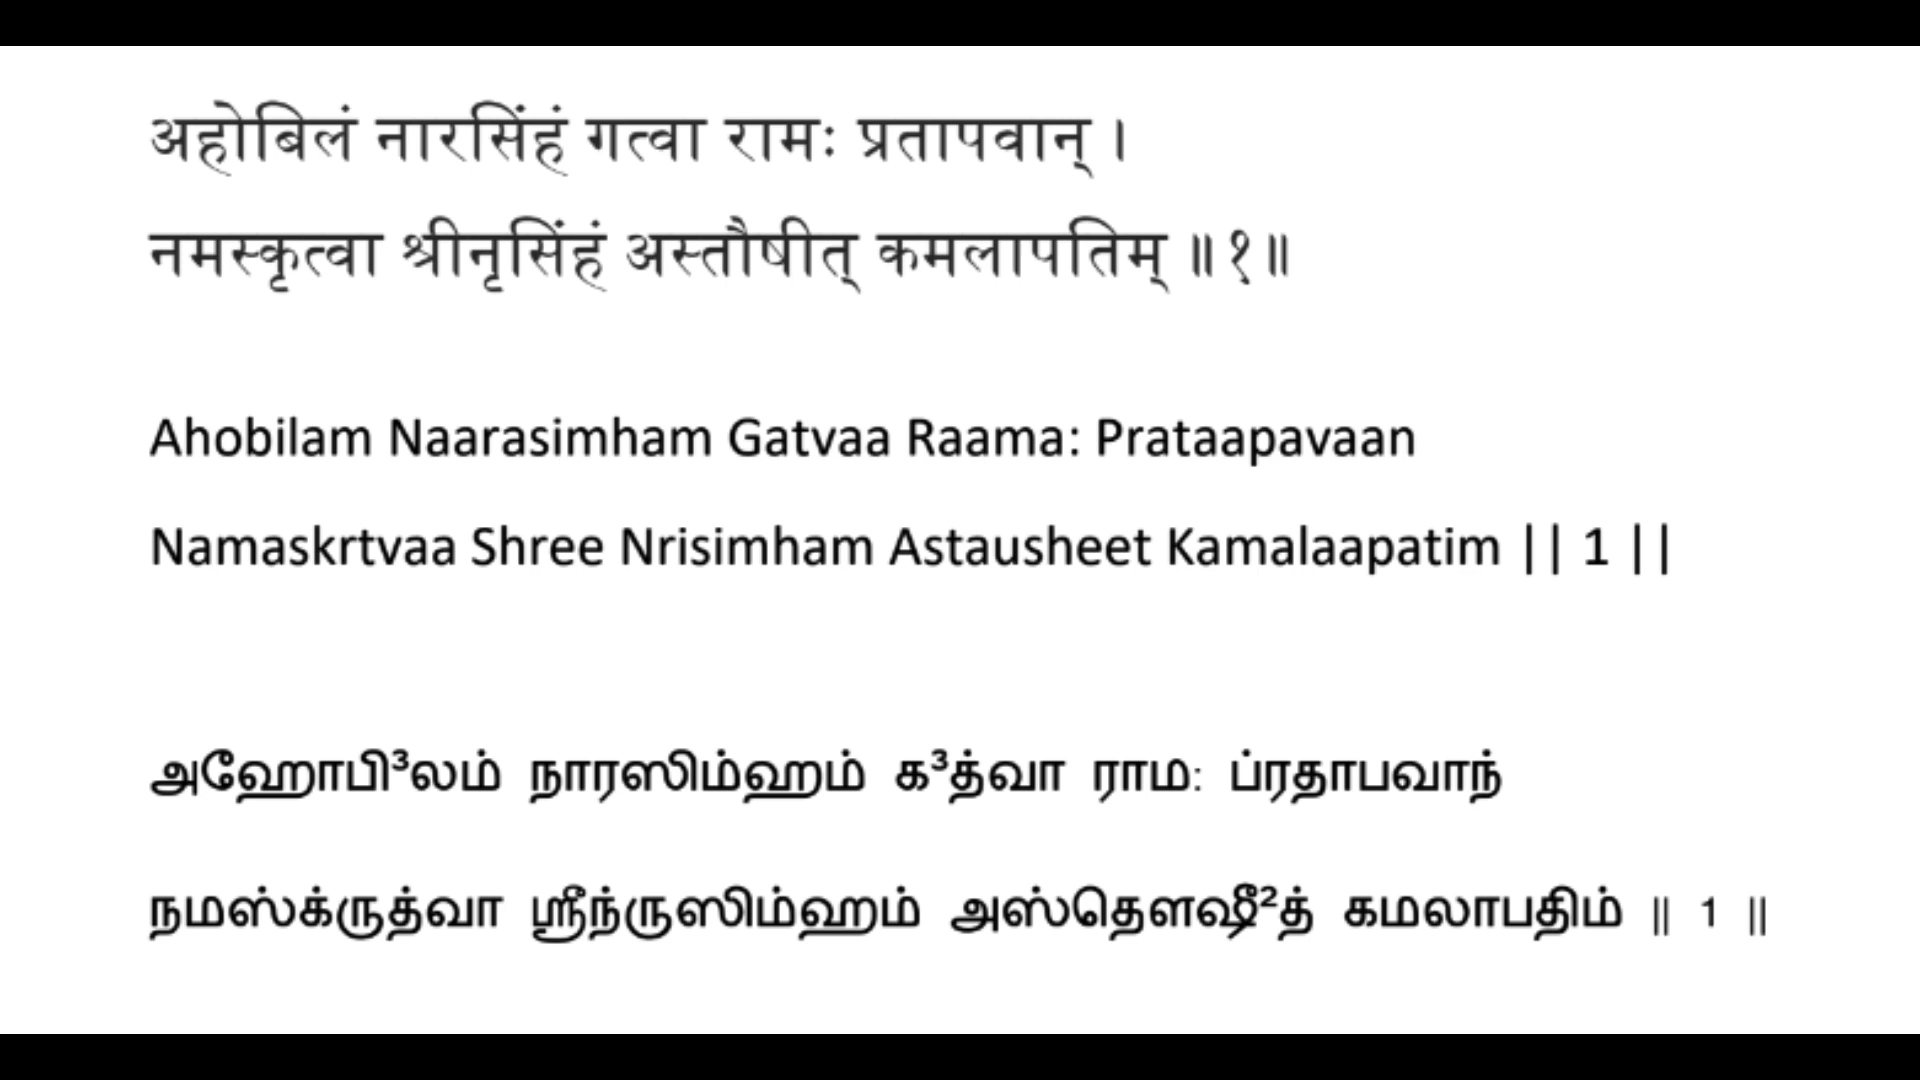 अहोबिलं नारसिंहं गत्वा रामः प्रतापवान् ।
नमस्कृत्वा श्रीनृसिंहं अस्तौषीत् कमलापतिम् ॥ १ ॥
Ahobilam Naarasimham Gatvaa Raama: Prataapavaan
Namaskrtvaa Shree Nrisimham Astausheet Kamalaapatim || 1 ||
அஹோபி³லம் நாரஸிம்ஹம் க³த்வா ராம: ப்ரதாபவாந்
நமஸ்க்ருத்வா ஸ்ரீந்ருஸிம்ஹம் அஸ்தௌஷீ²த் கமலாபதிம் || 1 ||